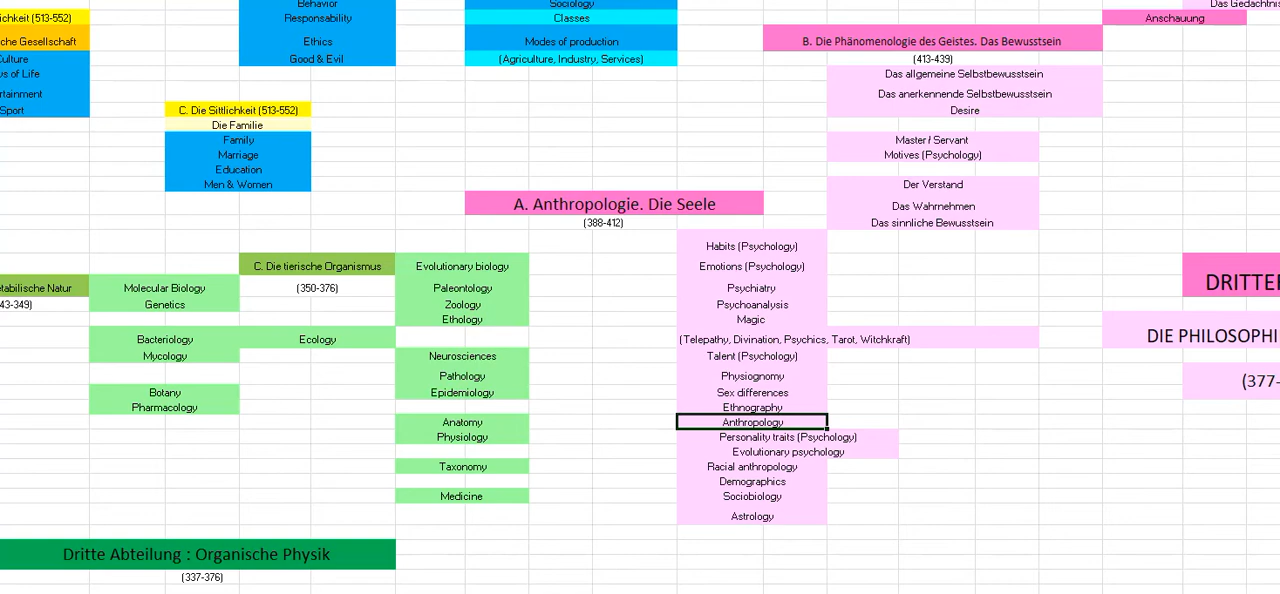 Behavior
Sociology
Das Gedächtnis
lichkeit (513-552)
Responsability
Classes
Anschauung
che Gesellschaft
Ethics
Modes of production
B. Die Phänomenologie des Geistes. Das Bewusstsein
ulture
Good & Evil
(Agriculture, Industry, Services)
(413-439)
ys of Life
Das allgemeine Selbstbewusstsein
rtainment
Das anerkennende Selbstbewusstsein
Sport
C. Die Sittlichkeit (513-552)
Desire
Die Familie
Family
Master / Servant
Marriage
Motives (Psychology)
Education
Men & Women
Der Verstand
A. Anthropologie. Die Seele
Das Wahrnehmen
(388-412)
Das sinnliche Bewusstsein
Habits (Psychology)
C. Die tierische Organismus
Evolutionary biology
Emotions (Psychology)
etabilische Natur
Molecular Biology
(350-376)
Paleontology
Psychiatry
DRITTE
43-349)
Genetics
Zoology
Psychoanalysis
Ethology
Magic
Bacteriology
Ecology
(Telepathy, Divination, Psychics, Tarot, Witchkraft)
DIE PHILOSOPHI
Mycology
Neurosciences
Talent (Psychology)
Pathology
Physiognomy
(377-
Botany
Epidemiology
Sex differences
Pharmacology
Ethnography
Anatomy
Anthropology
Physiology
Personality traits (Psychology)
Evolutionary psychology
Taxonomy
Racial anthropology
Demographics
Medicine
Sociobiology
Astrology
Dritte Abteilung : Organische Physik
(337-376)